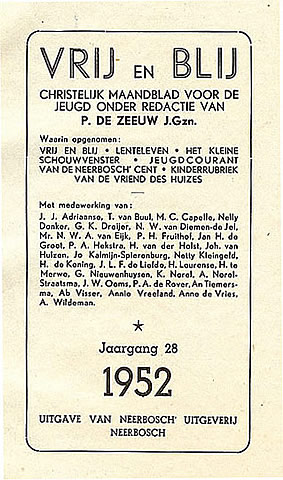 VRIJ EN BLIJ
CHRISTELIJK MAANDBLAD VOOR DE
JEUGD ONDER REDACTIE VAN
P. DE ZEEUW J.Gzn.
Waarin opgenomen:
VRIJ EN BLIJ • LENTELEVEN • HET KLEINE
SCHOUWVENSTER • JEUGDCOURANT
VAN DE NEERBOSCH' CENT • KINDERRUBRIEK
VAN DE VRIEND DES HUIZES
Met medewerking van:
J. J. Adriaanse, T. van Buul, M. C. Capelle, Nelly
Donker, G. K. Dreijer, N. W. van Diemen-de Jel,
Mr. N. W. A. van Eijk, P. H. Fruithof, Jan H. de
Groot, P. A. Hekstra, H. van der Holst, Joh. van
Hulzen, Jo Kalmijn-Spierenburg, Netty Kleingeld,
H. de Koning, J. L. F. de Liefde, H. Laurense, H. te
Merwe, G. Nieuwenhuysen, K. Norel, A. Norel-
Straatsma, J. W. Ooms, P. A. de Rover, An Tiemers-
ma, Ab Visser, Annie Vreeland, Anne de Vries,
A. Wildeman.
Jaargang 28
1952
UITGAVE VAN NEERBOSCH' UITGEVERIJ
NEERBOSCH